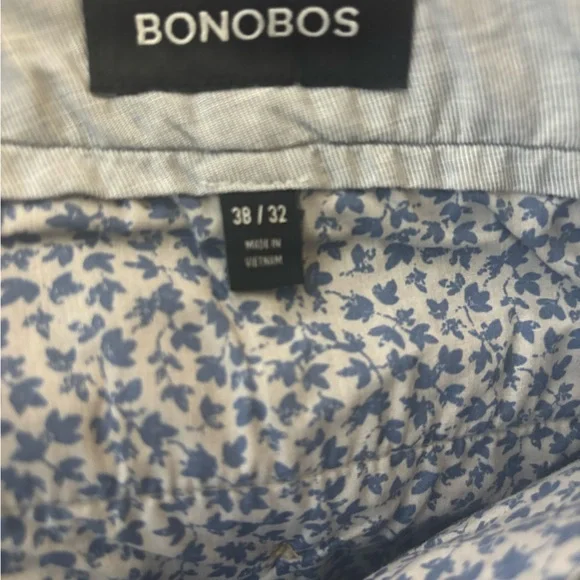 BONOBOS
38 / 32
MADE IN
VIETNAM